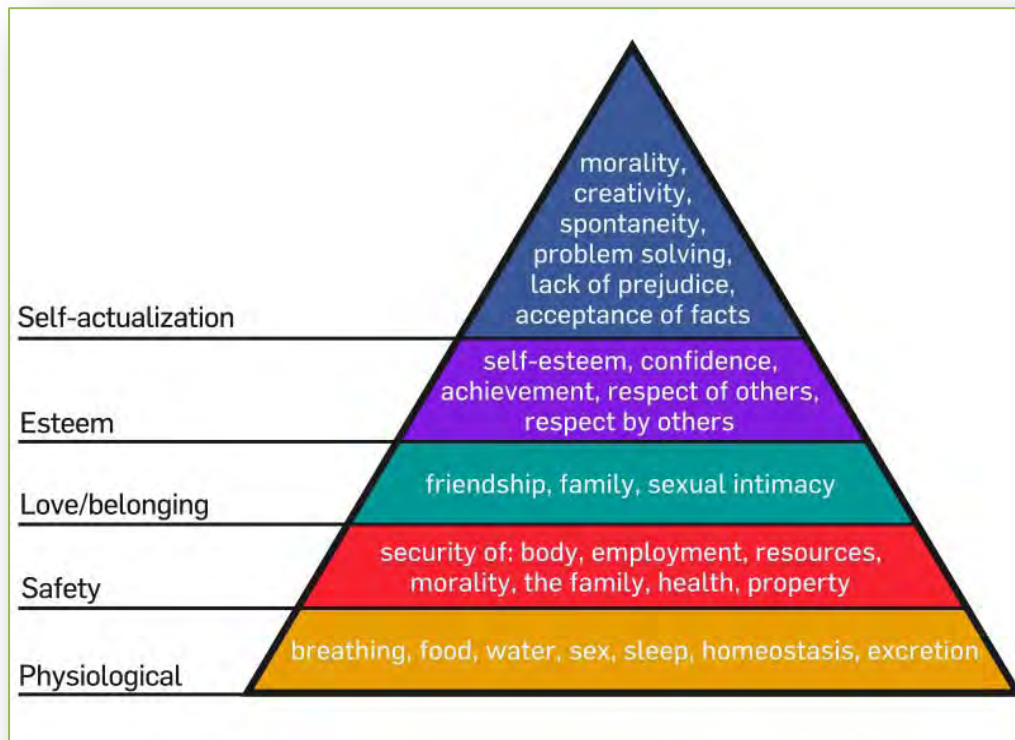 morality,
creativity,
spontaneity,
problem solving,
lack of prejudice,
acceptance of facts
Self-actualization
self-esteem, confidence,
achievement, respect of others,
respect by others
Esteem
friendship, family, sexual intimacy
Love/belonging
security of: body, employment, resources,
morality, the family, health, property
Safety
breathing, food, water, sex, sleep, homeostasis, excretion
Physiological